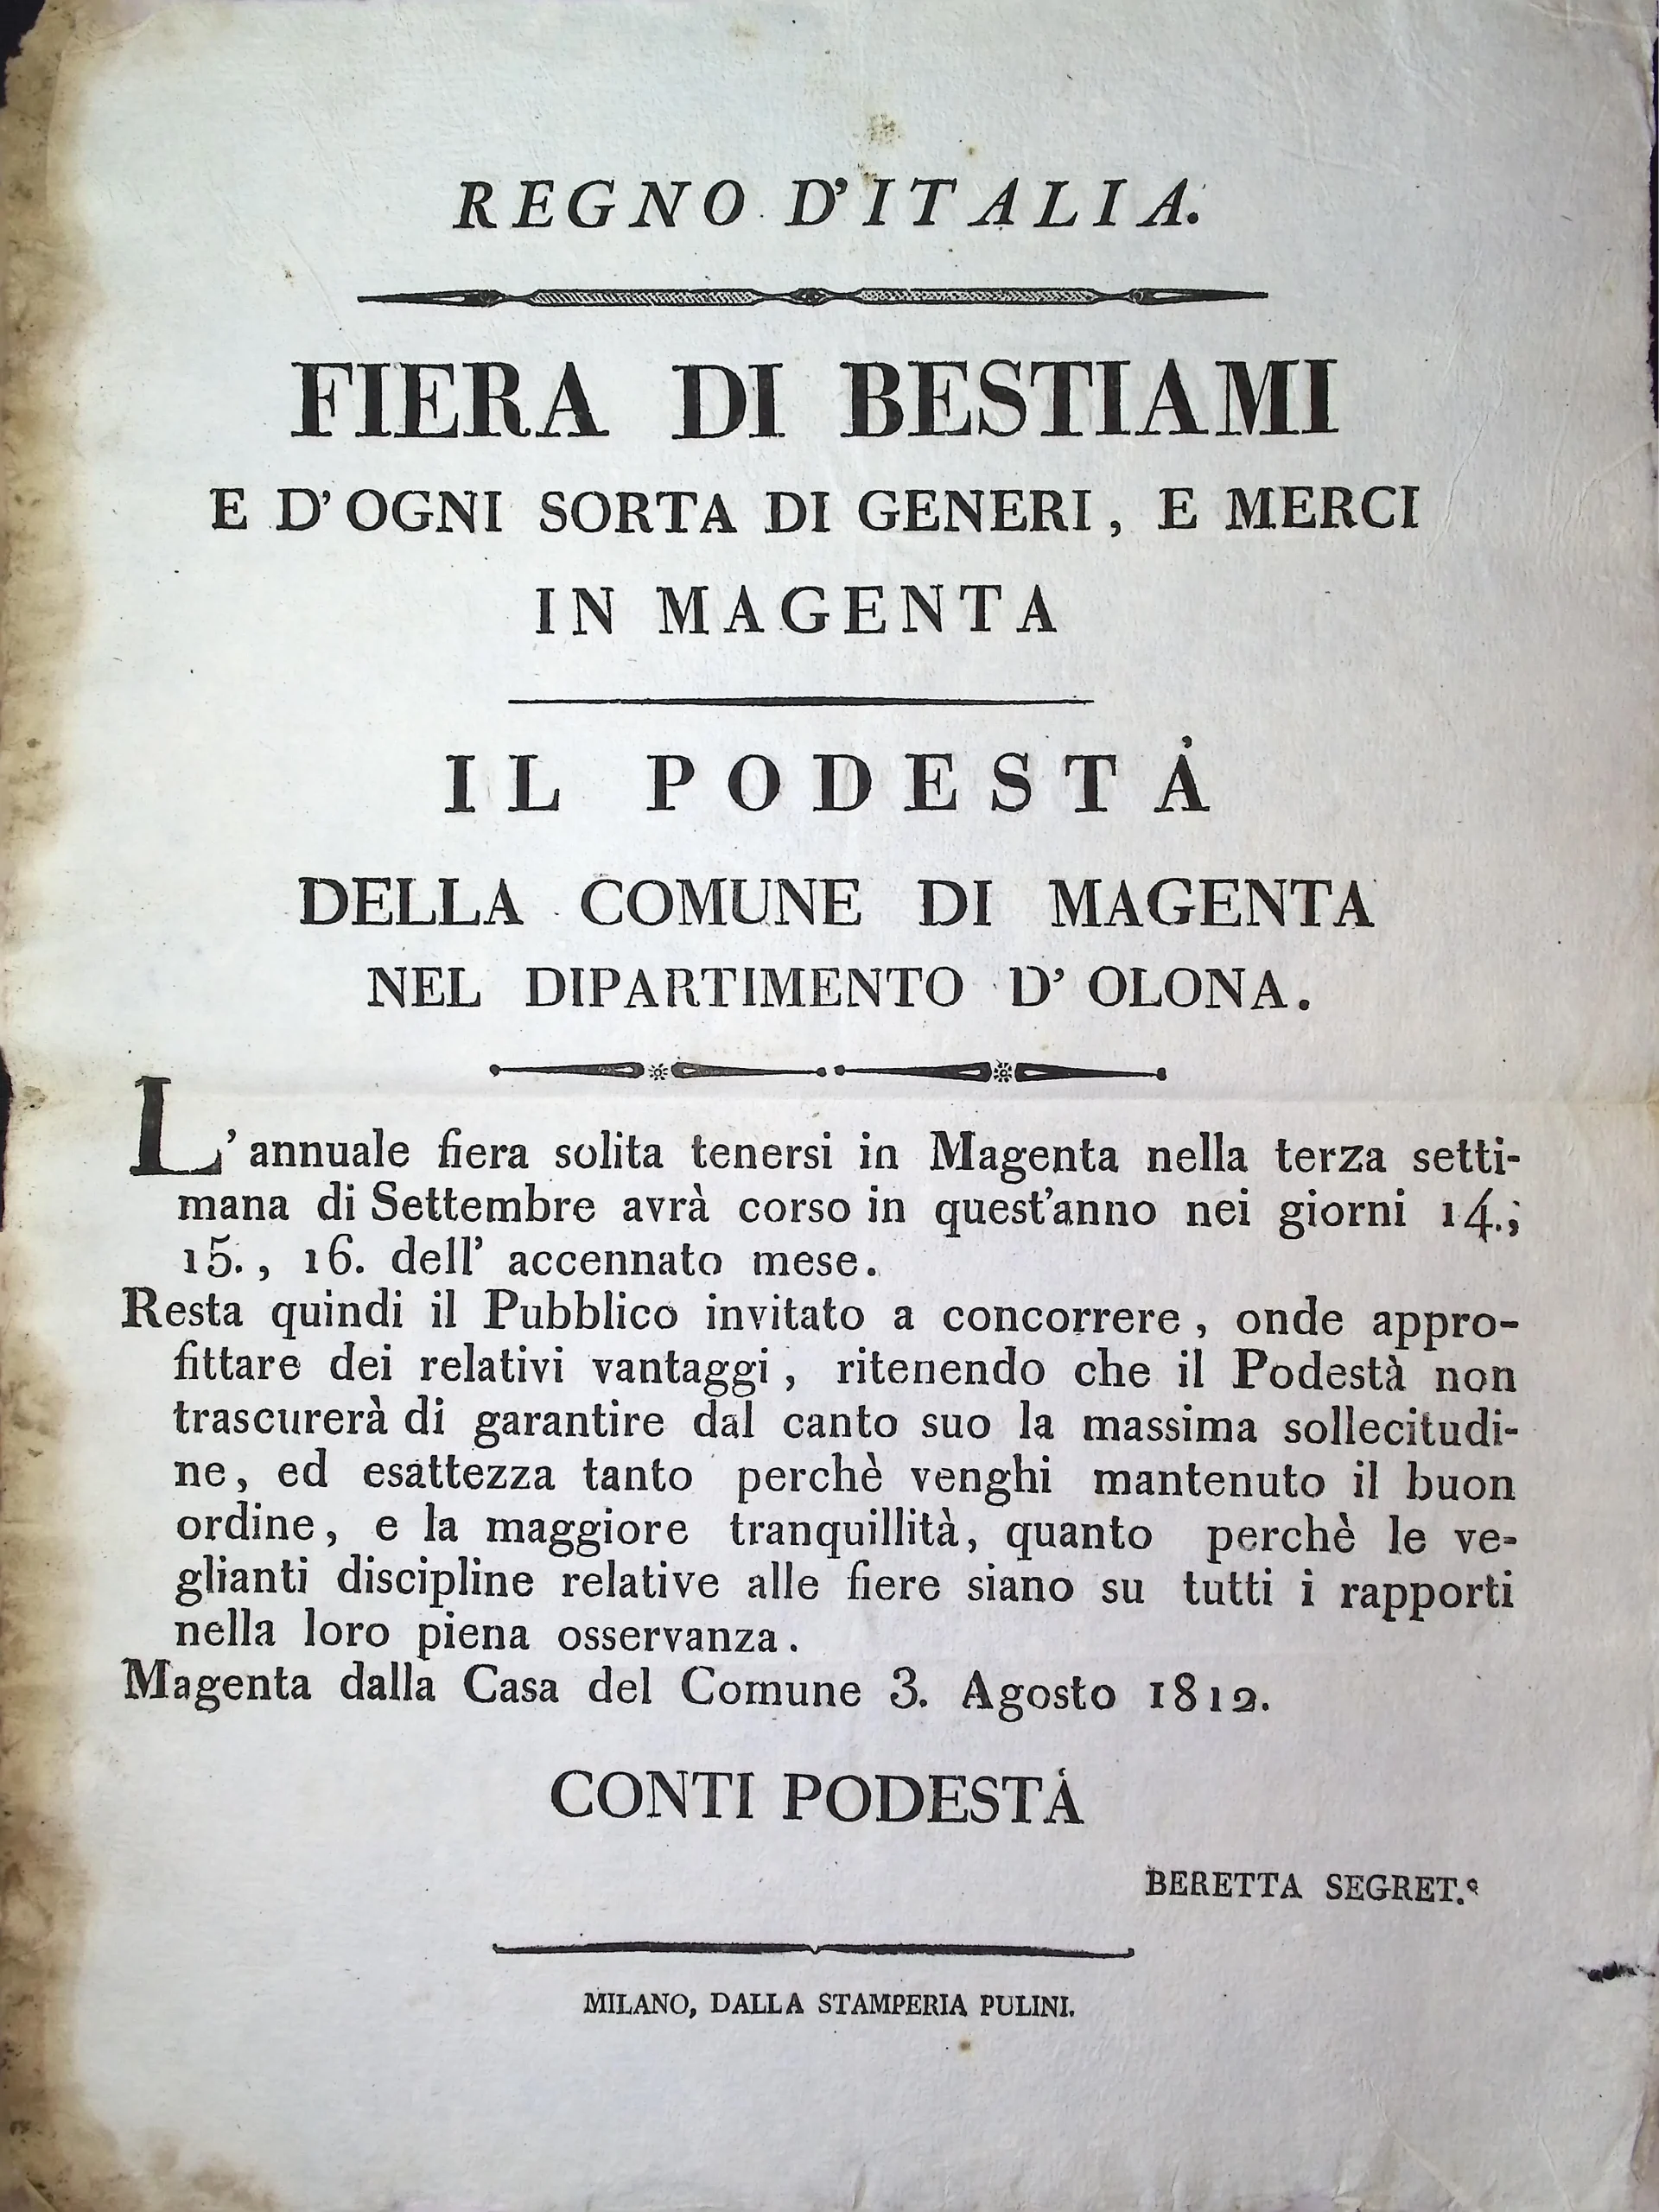 REGNO D'ITALIA.
FIERA DI BESTIAMI
E D'OGNI SORTA DI GENERI, E MERCI
IN MAGENTA
IL PODESTÀ
DELLA COMUNE DI MAGENTA
NEL DIPARTIMENTO D' OLONA.
L' annuale fiera solita tenersi in Magenta nella terza setti-
mana di Settembre avrà corso in quest'anno nei giorni 14.,
15., 16. dell' accennato mese.
Resta quindi il Pubblico invitato a concorrere, onde appro-
fittare dei relativi vantaggi, ritenendo che il Podestà non
trascurerà di garantire dal canto suo la massima sollecitudi-
ne, ed esattezza tanto perchè venghi mantenuto il buon
ordine, e la maggiore tranquillità, quanto perchè le ve-
glianti discipline relative alle fiere siano su tutti i rapporti
nella loro piena osservanza.
Magenta dalla Casa del Comune 3. Agosto 1812.
CONTI PODESTÀ
BERETTA SEGRET.e
MILANO, DALLA STAMPERIA PULINI.